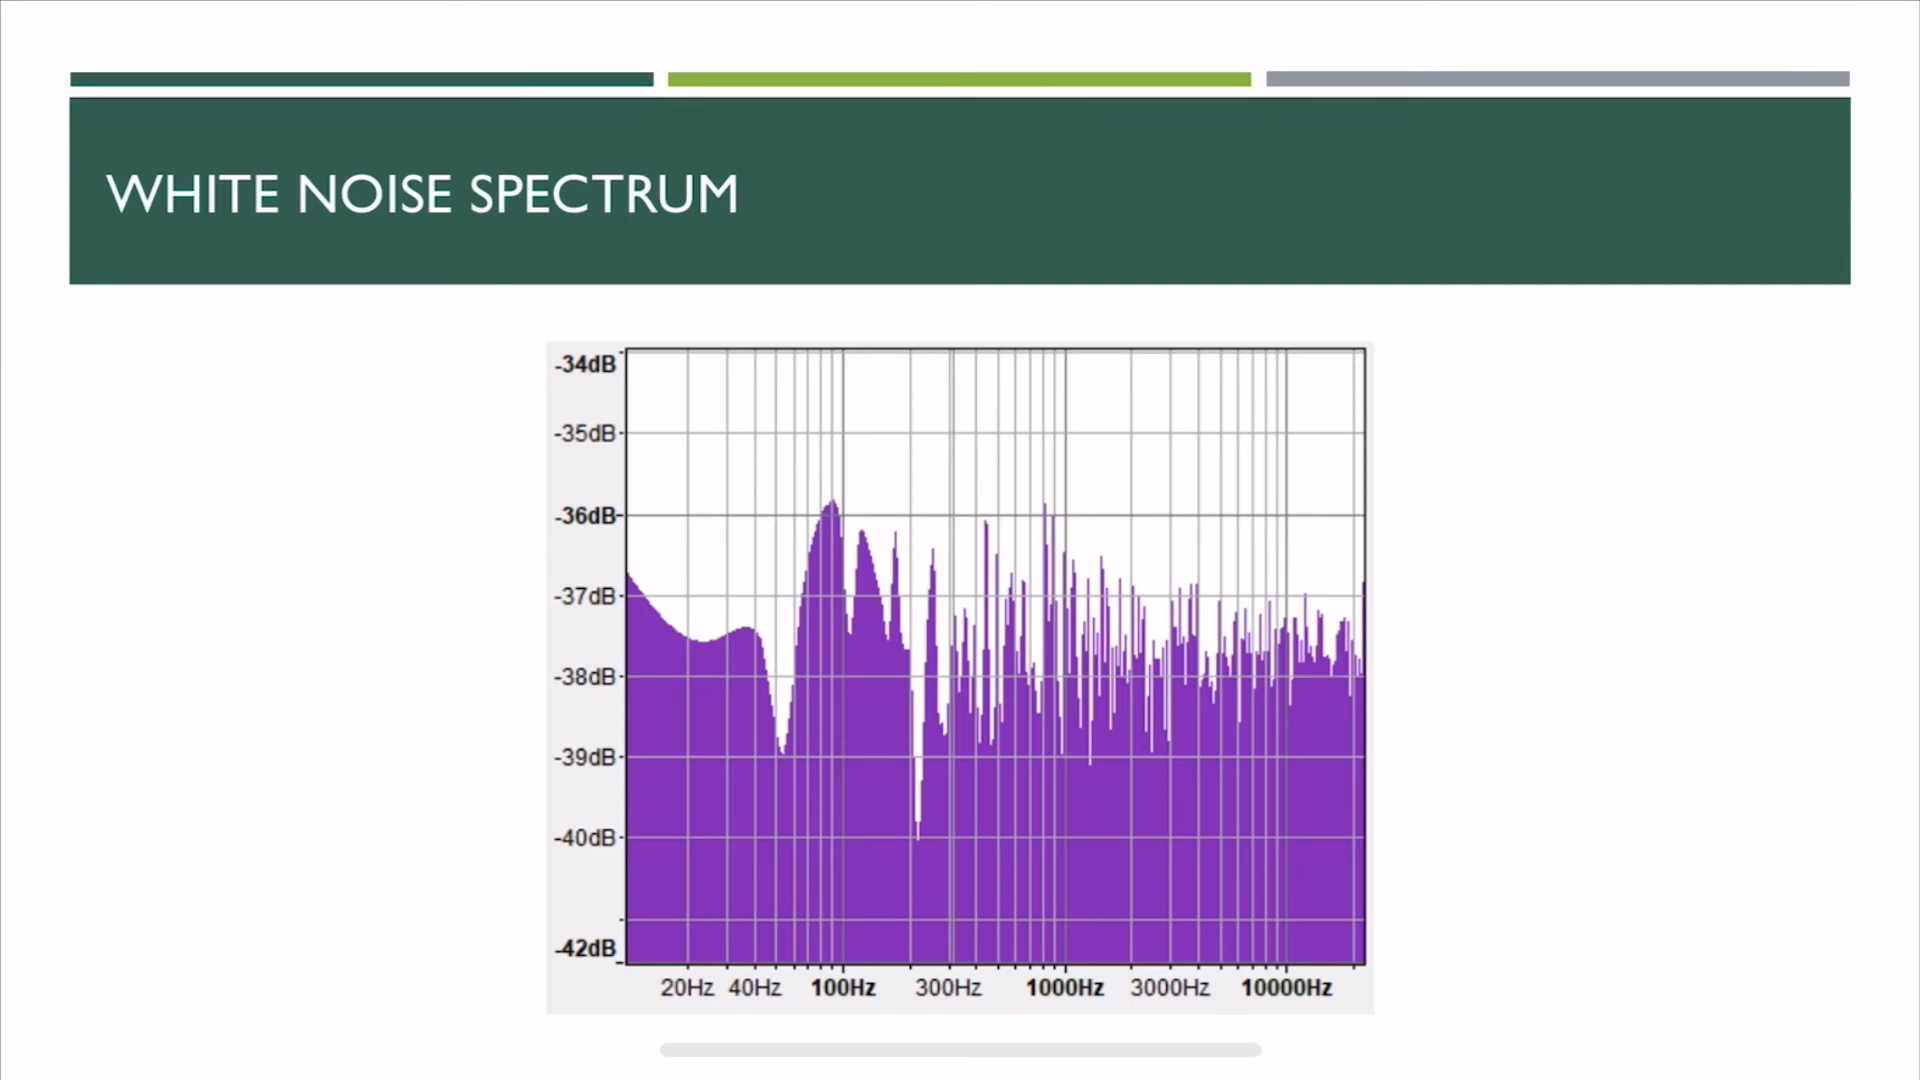 WHITE NOISE SPECTRUM
-34dB
-35dB
-36dB
-37dB
-38dB
-39dB
-40dB
-42dB
20Hz 40Hz 100Hz 300Hz 1000Hz 3000Hz 10000Hz